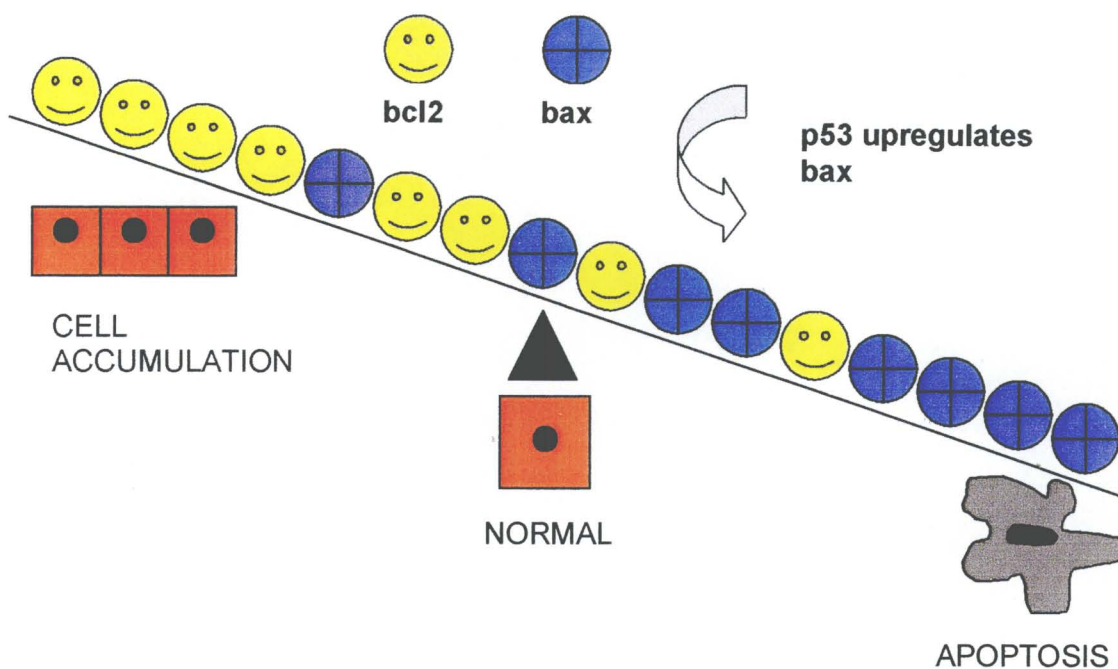 bcl2
bax
p53 upregulates
bax
CELL
ACCUMULATION
NORMAL
APOPTOSIS